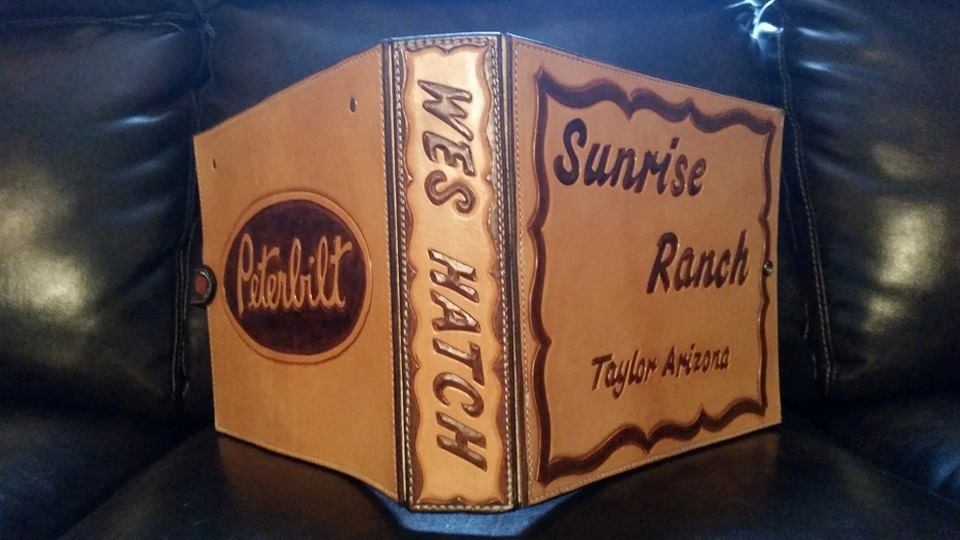 Peterbilt
WES HATCH
Sunrise
Ranch
Taylor Arizona